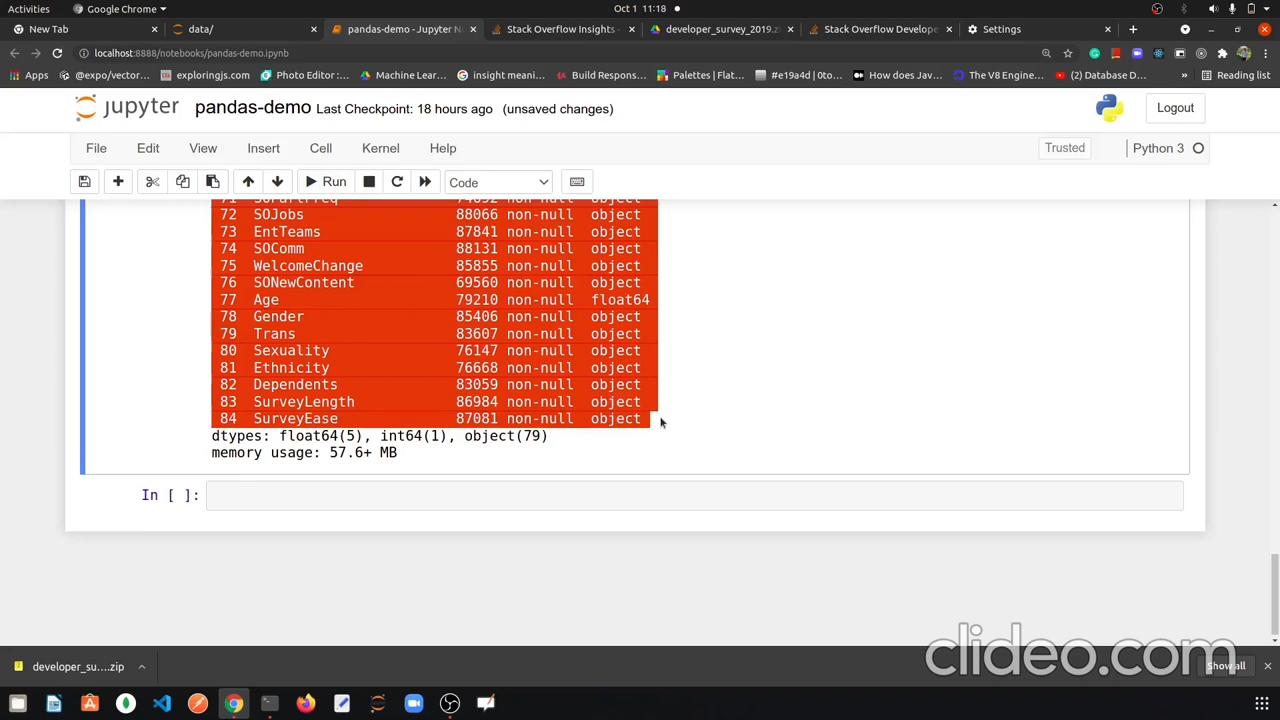 Activities
Google Chrome
Oct 1 11:18
New Tab
data/
pandas-demo - Jupyter N
Stack Overflow Insights -
developer_survey_2019.z
Stack Overflow Develope
Settings
localhost:8888/notebooks/pandas-demo.ipynb
Apps
@expo/vector...
exploringjs.com
Photo Editor :...
Machine Lear...
insight meani...
Build Respons...
Palettes | Flat...
#e19a4d | 0to...
How does Jav...
The V8 Engine...
(2) Database D...
»
Reading list
jupyter
pandas-demo Last Checkpoint: 18 hours ago (unsaved changes)
Logout
File Edit View Insert Cell Kernel Help
Trusted
Python 3
Run
Code
72 SOJobs 88066 non-null object
73 EntTeams 87841 non-null object
74 SOComm 88131 non-null object
75 WelcomeChange 85855 non-null object
76 SONewContent 69560 non-null object
77 Age 79210 non-null float64
78 Gender 85406 non-null object
79 Trans 83607 non-null object
80 Sexuality 76147 non-null object
81 Ethnicity 76668 non-null object
82 Dependents 83059 non-null object
83 SurveyLength 86984 non-null object
84 SurveyEase 87081 non-null object
dtypes: float64(5), int64(1), object(79)
memory usage: 57.6+ MB
In [ ]:
clideo.com
developer_su....zip
Show all